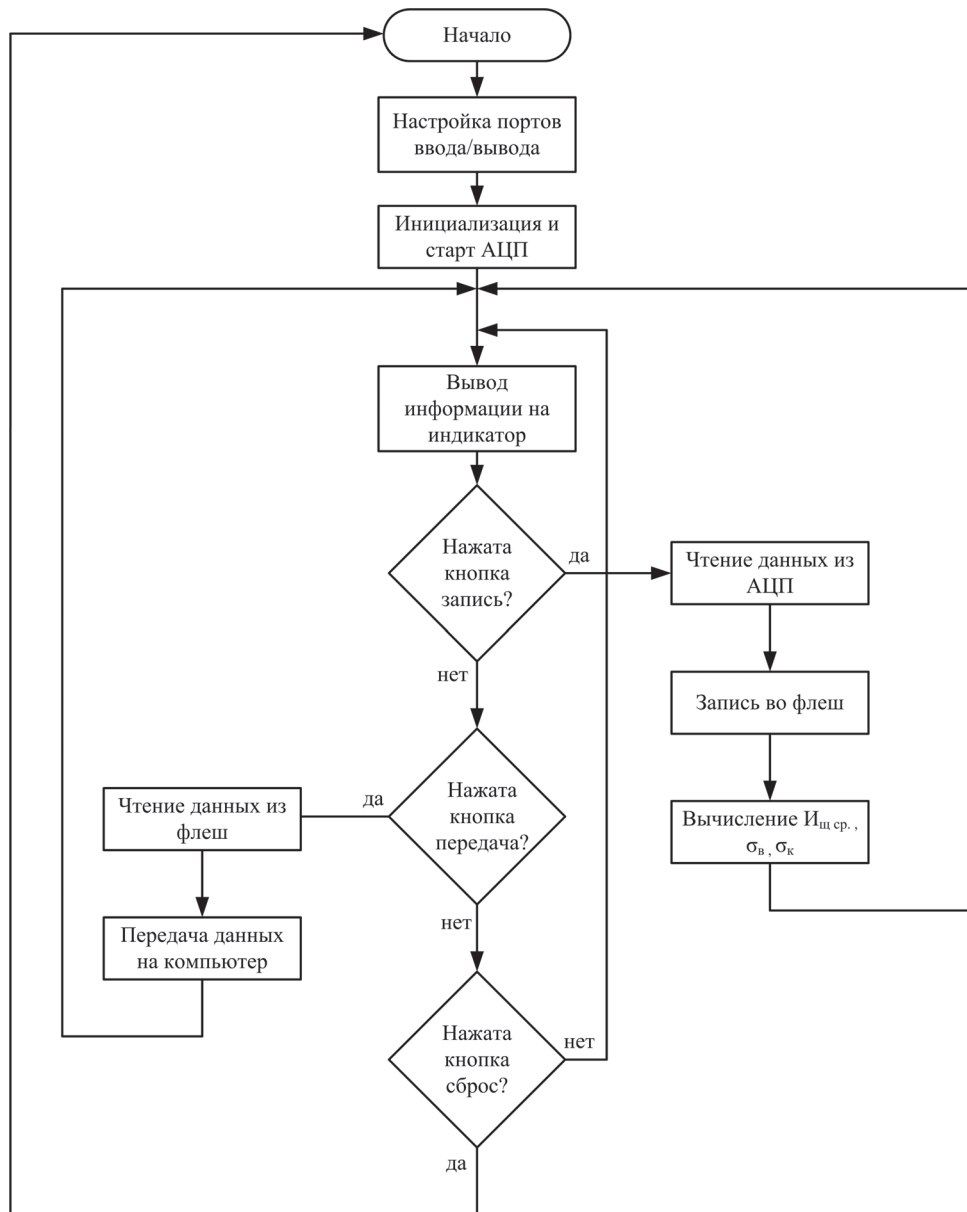 Начало
Настройка портов
ввода/вывода
Инициализация и
старт АЦП
Вывод
информации на
индикатор
Нажата
кнопка
запись?
да
Чтение данных из
АЦП
нет
Запись во флеш
Нажата
кнопка
передача?
да
Чтение данных из
флеш
Вычисление Ищ ср. ,
σв , σк
нет
Передача данных
на компьютер
Нажата
кнопка
сброс?
нет
да